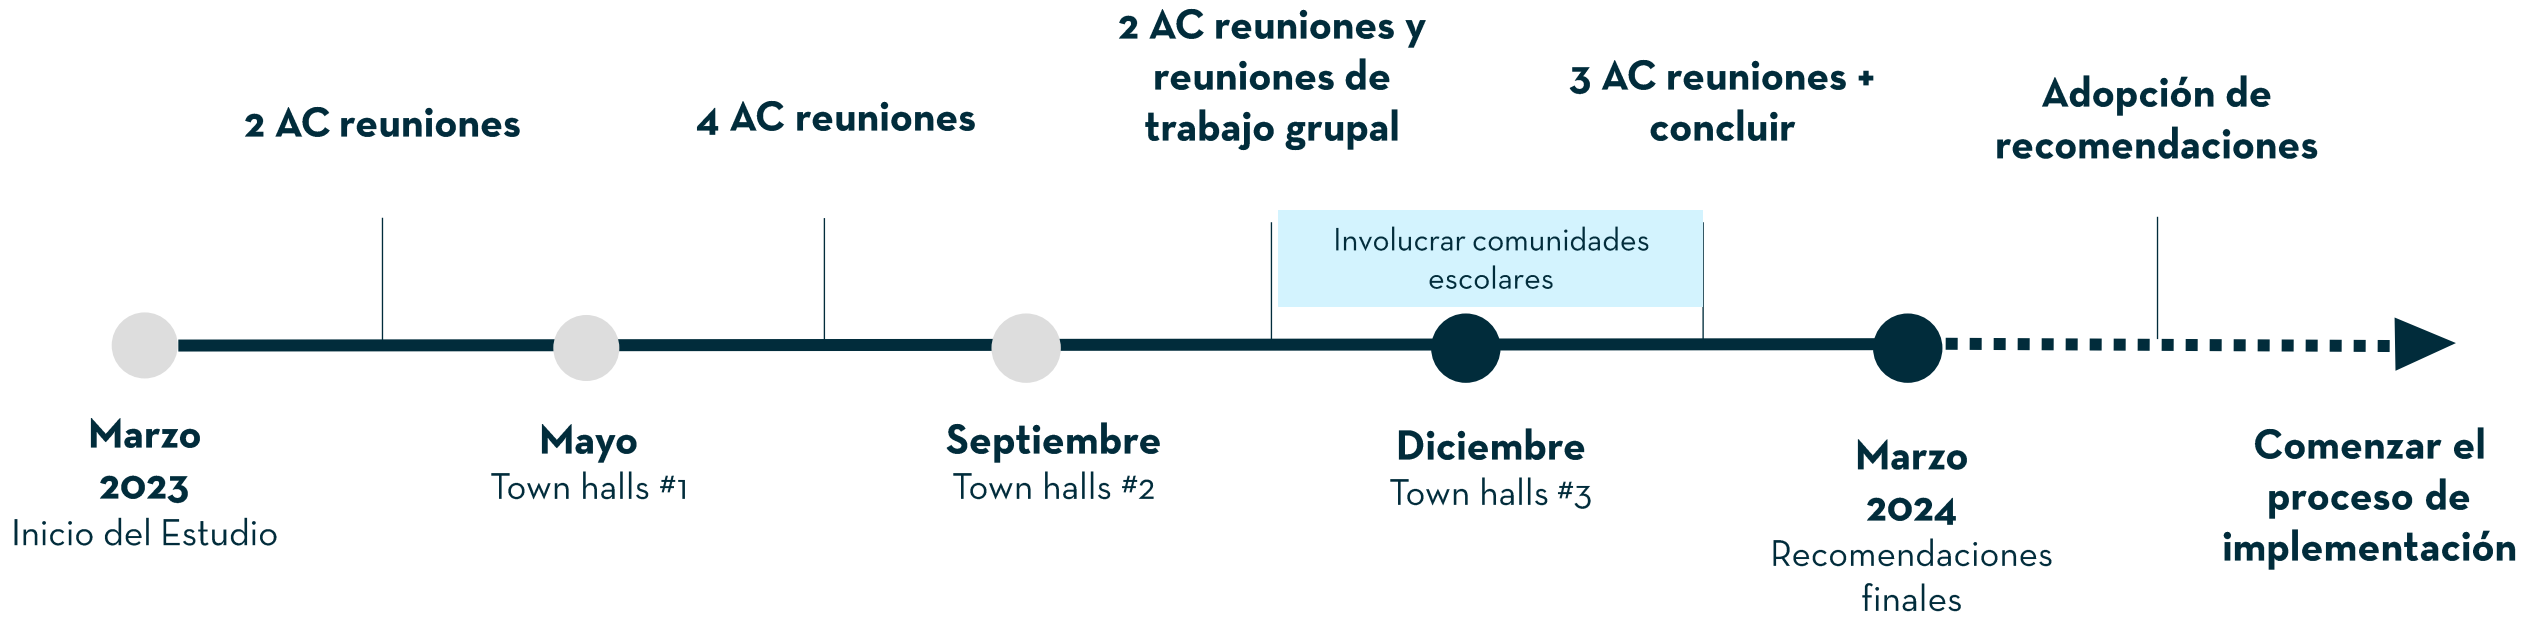 2 AC reuniones
4 AC reuniones
2 AC reuniones y
reuniones de
trabajo grupal
3 AC reuniones +
concluir
Adopción de
recomendaciones
Involucrar comunidades
escolares
Marzo
2023
Inicio del Estudio
Mayo
Town halls #1
Septiembre
Town halls #2
Diciembre
Town halls #3
Marzo
2024
Recomendaciones
finales
Comenzar el
proceso de
implementación